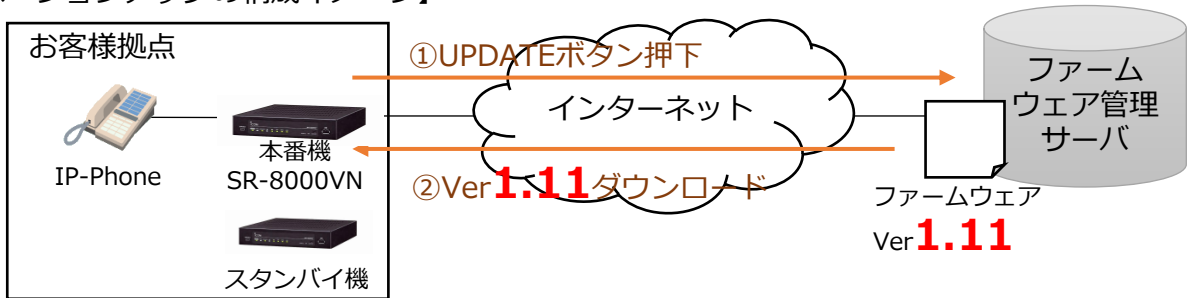 お客様拠点
IP-Phone
本番機
SR-8000VN
スタンバイ機
①UPDATEボタン押下
インターネット
②Ver1.11ダウンロード
ファーム
ウェア管理
サーバ
ファームウェア
Ver1.11